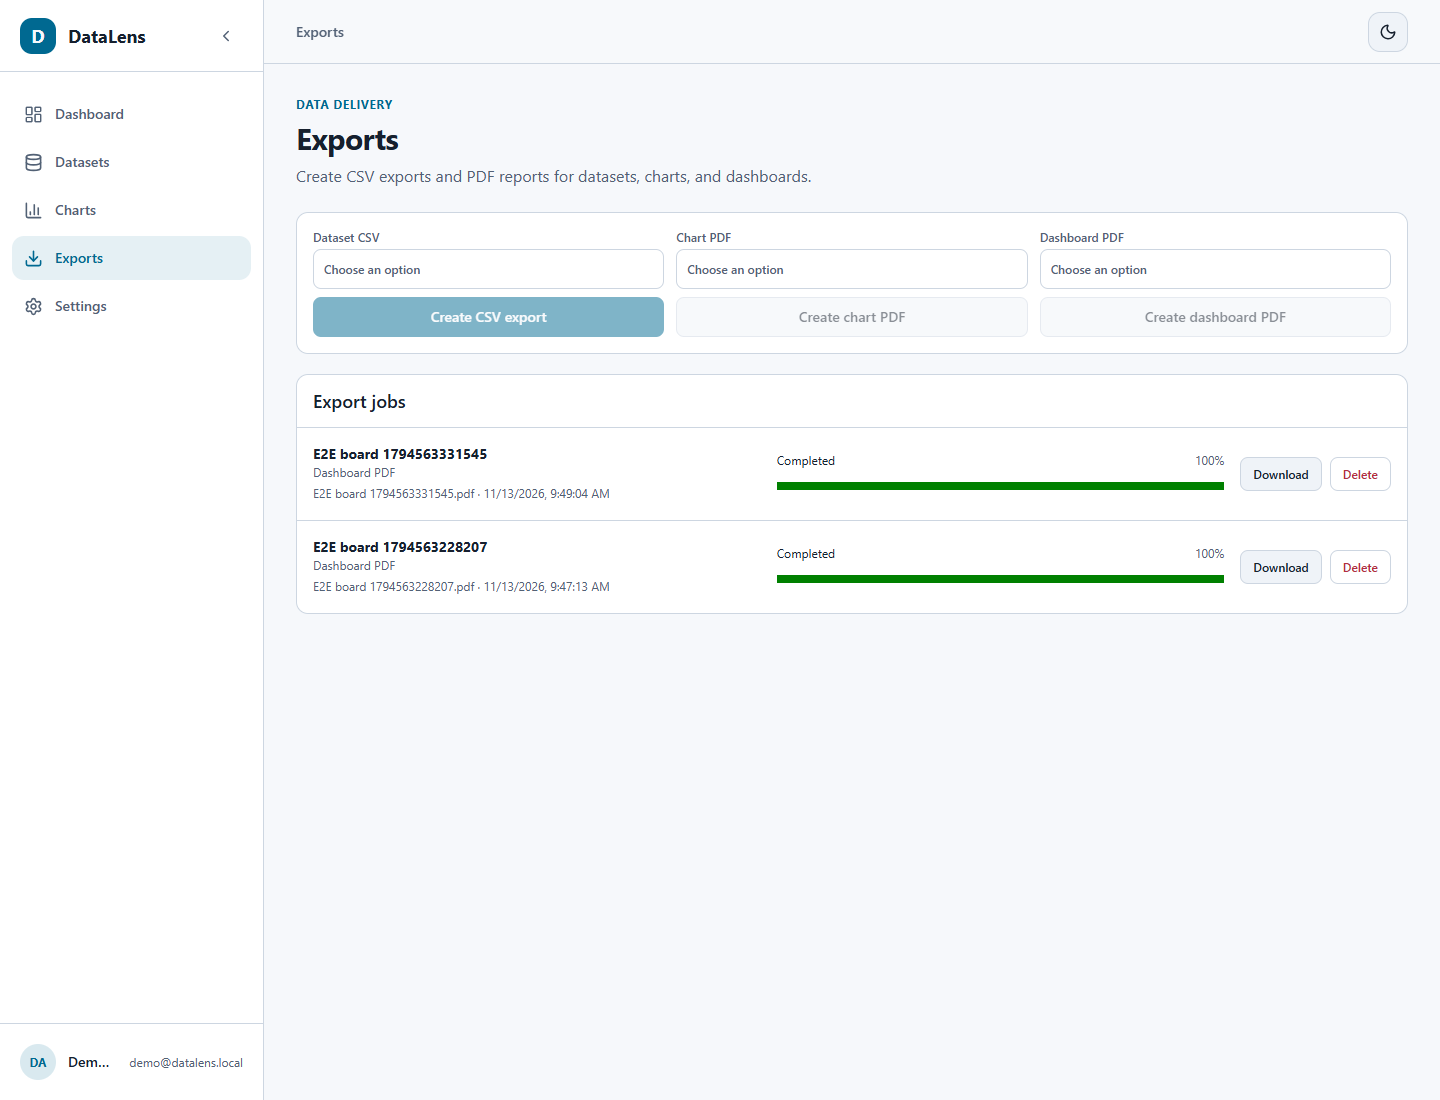 D DataLens
Exports
Dashboard
Datasets
Charts
Exports
Settings
DATA DELIVERY
Exports
Create CSV exports and PDF reports for datasets, charts, and dashboards.
Dataset CSV
Choose an option
Create CSV export
Chart PDF
Choose an option
Create chart PDF
Dashboard PDF
Choose an option
Create dashboard PDF
Export jobs
E2E board 1794563331545
Dashboard PDF
E2E board 1794563331545.pdf · 11/13/2026, 9:49:04 AM
Completed 100%
Download Delete
E2E board 1794563228207
Dashboard PDF
E2E board 1794563228207.pdf · 11/13/2026, 9:47:13 AM
Completed 100%
Download Delete
DA Dem... demo@datalens.local